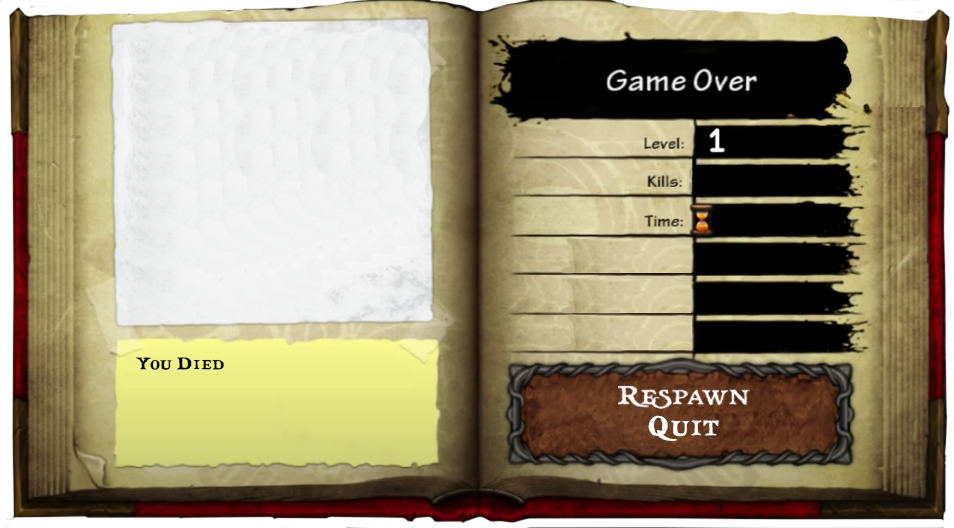 You Died
Game Over
Level: 1
Kills:
Time:
Respawn
Quit